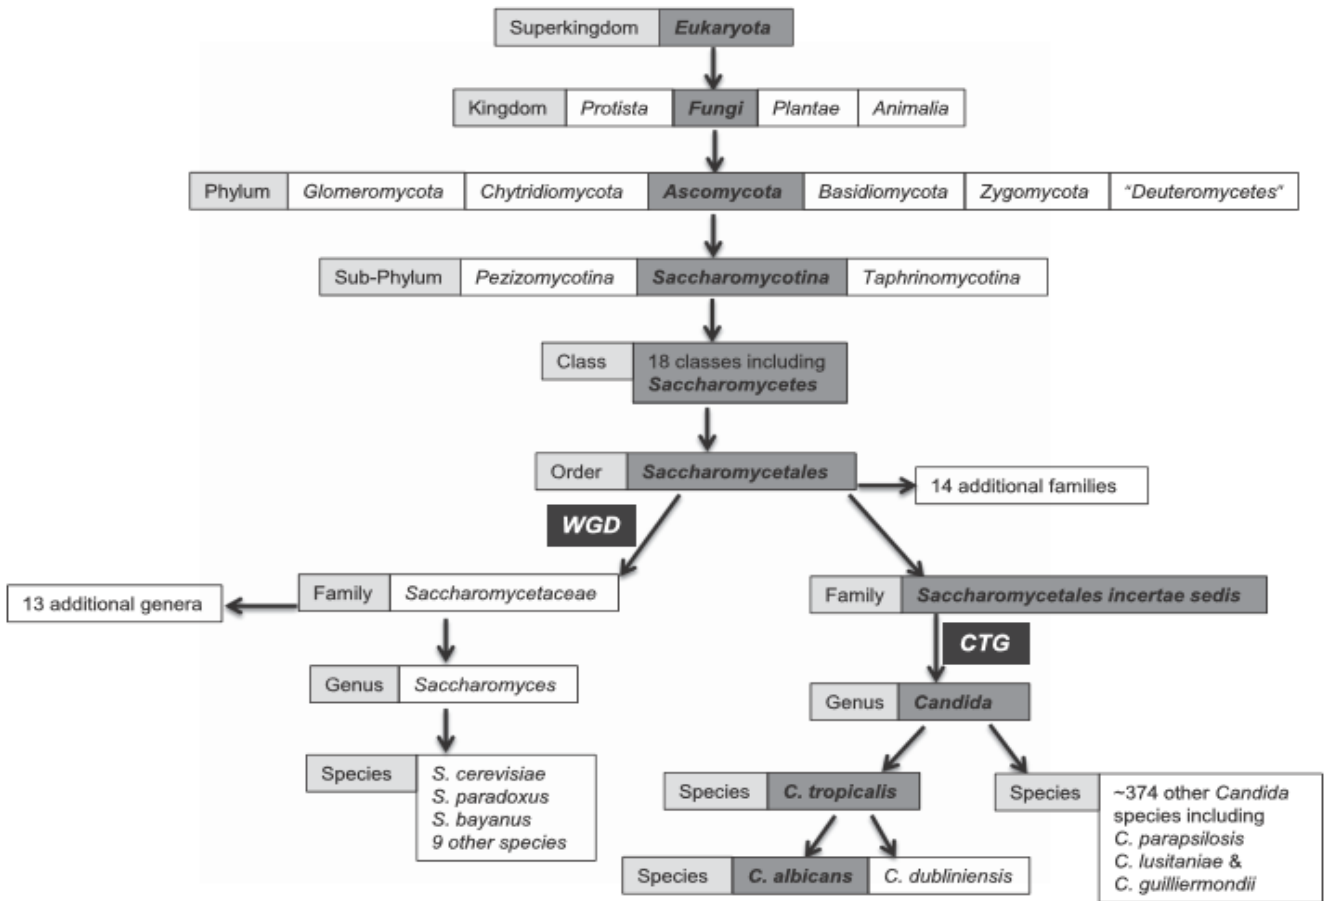 Superkingdom Eukaryota
Kingdom Protista Fungi Plantae Animalia
Phylum Glomeromycota Chytridiomycota Ascomycota Basidiomycota Zygomycota "Deuteromycetes"
Sub-Phylum Pezizomycotina Saccharomycotina Taphrinomycotina
Class 18 classes including
Saccharomycetes
Order Saccharomycetales
14 additional families
WGD
13 additional genera
Family Saccharomycetaceae
Family Saccharomycetales incertae sedis
CTG
Genus Saccharomyces
Genus Candida
Species S. cerevisiae
S. paradoxus
S. bayanus
9 other species
Species C. tropicalis
Species ~374 other Candida
species including
C. parapsilosis
C. lusitaniae &
C. guilliermondii
Species C. albicans C. dubliniensis